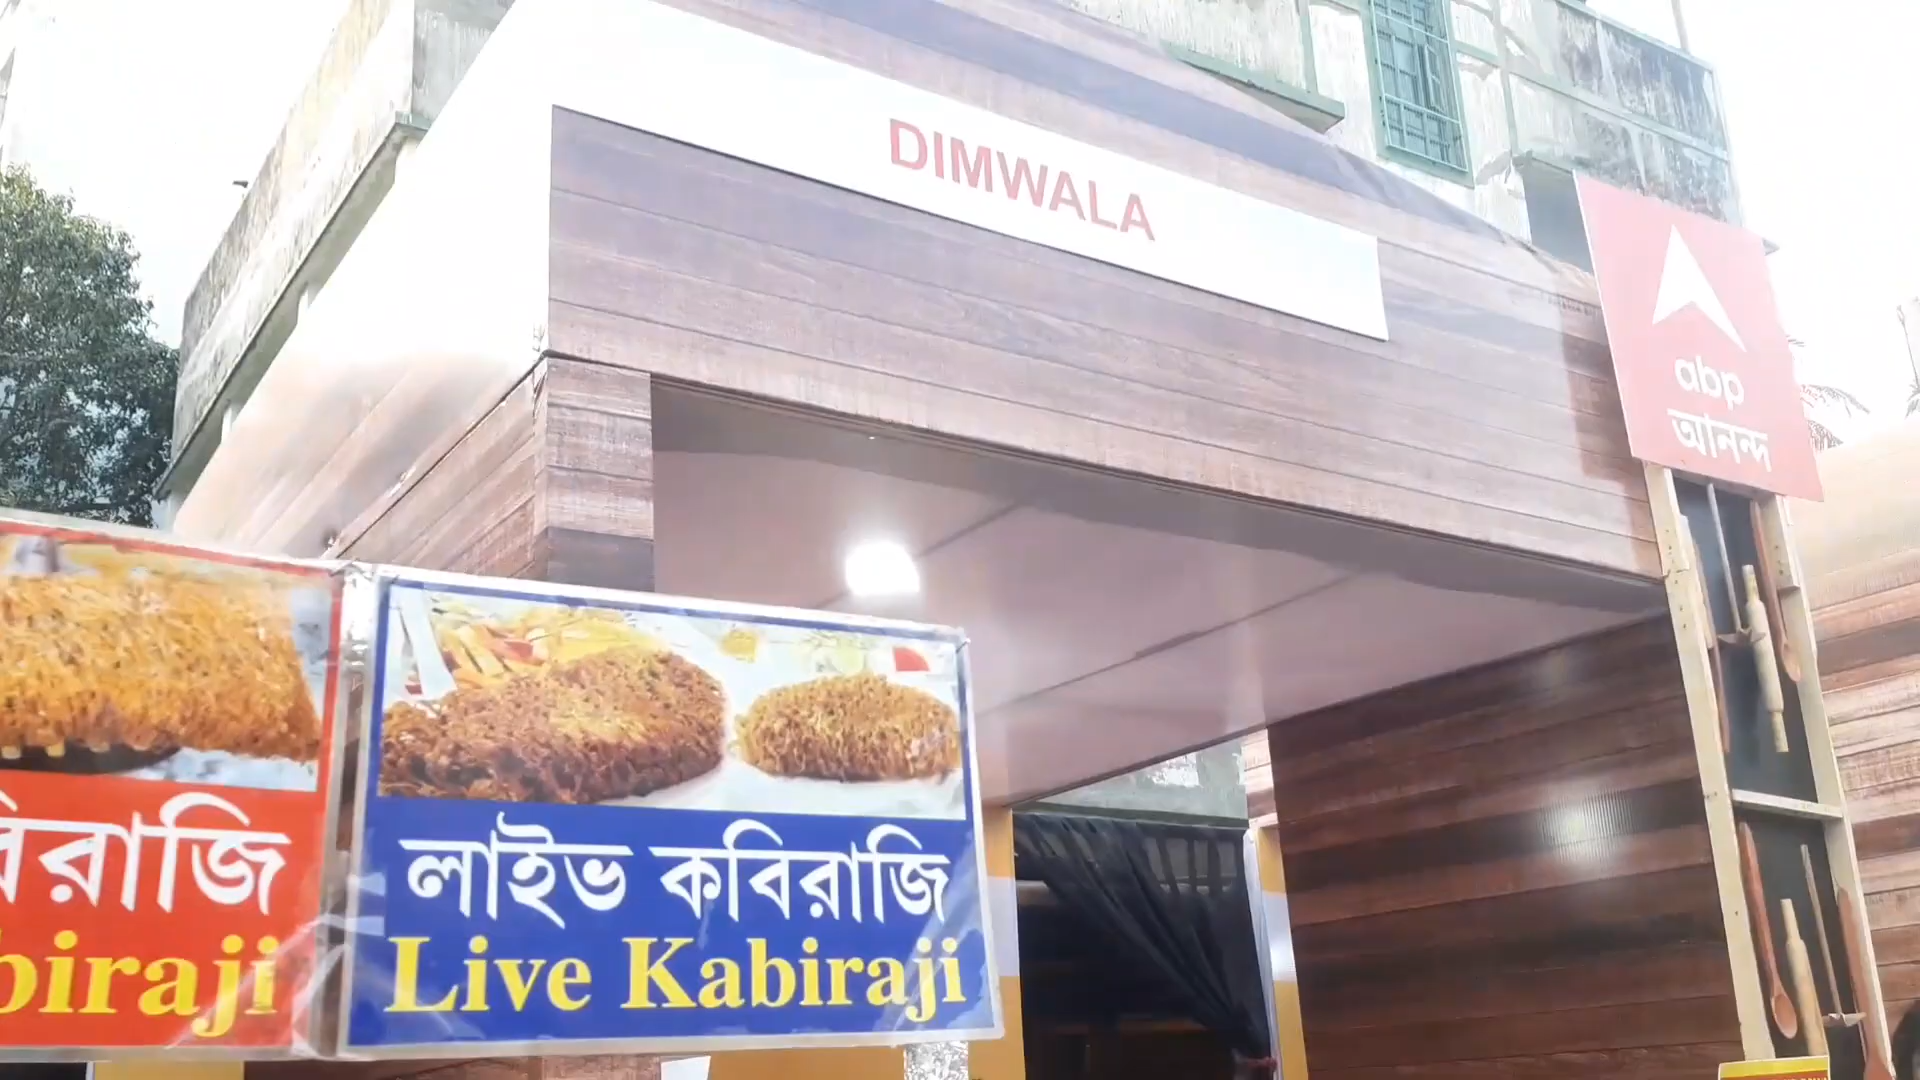 DIMWALA
abp
আনন্দ
বিরাজি
biraji
লাইভ কবিরাজি
Live Kabiraji